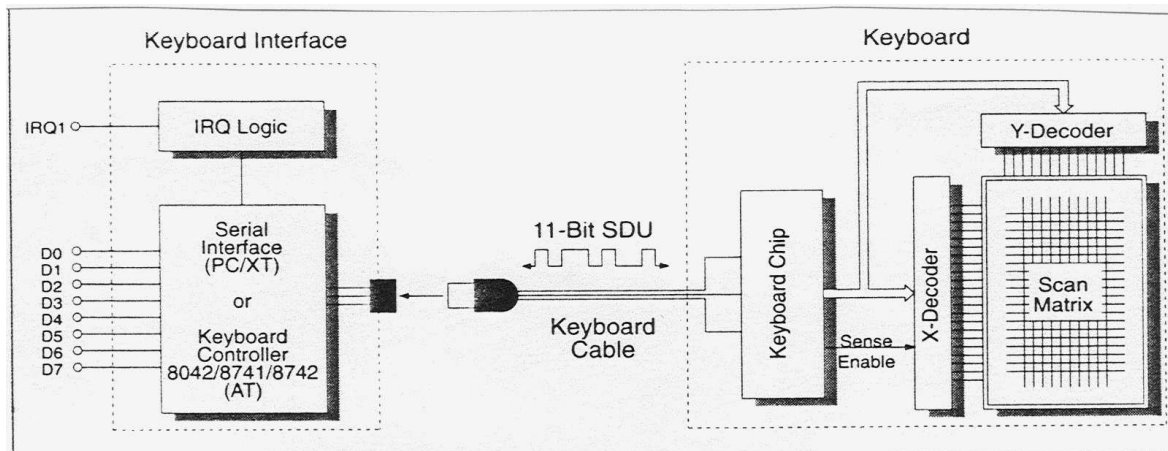 Keyboard Interface
Keyboard
IRQ1
IRQ Logic
Y-Decoder
Serial
Interface
(PC/XT)
or
Keyboard
Controller
8042/8741/8742
(AT)
D0
D1
D2
D3
D4
D5
D6
D7
11-Bit SDU
Keyboard
Cable
Keyboard Chip
Sense
Enable
X-Decoder
Scan
Matrix